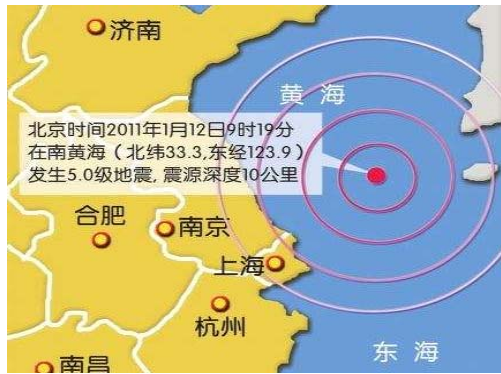 济南
黄 海
北京时间2011年1月12日9时19分
在南黄海（北纬33.3,东经123.9）
发生5.0级地震, 震源深度10公里
合肥
南京
上海
杭州
东 海
南昌